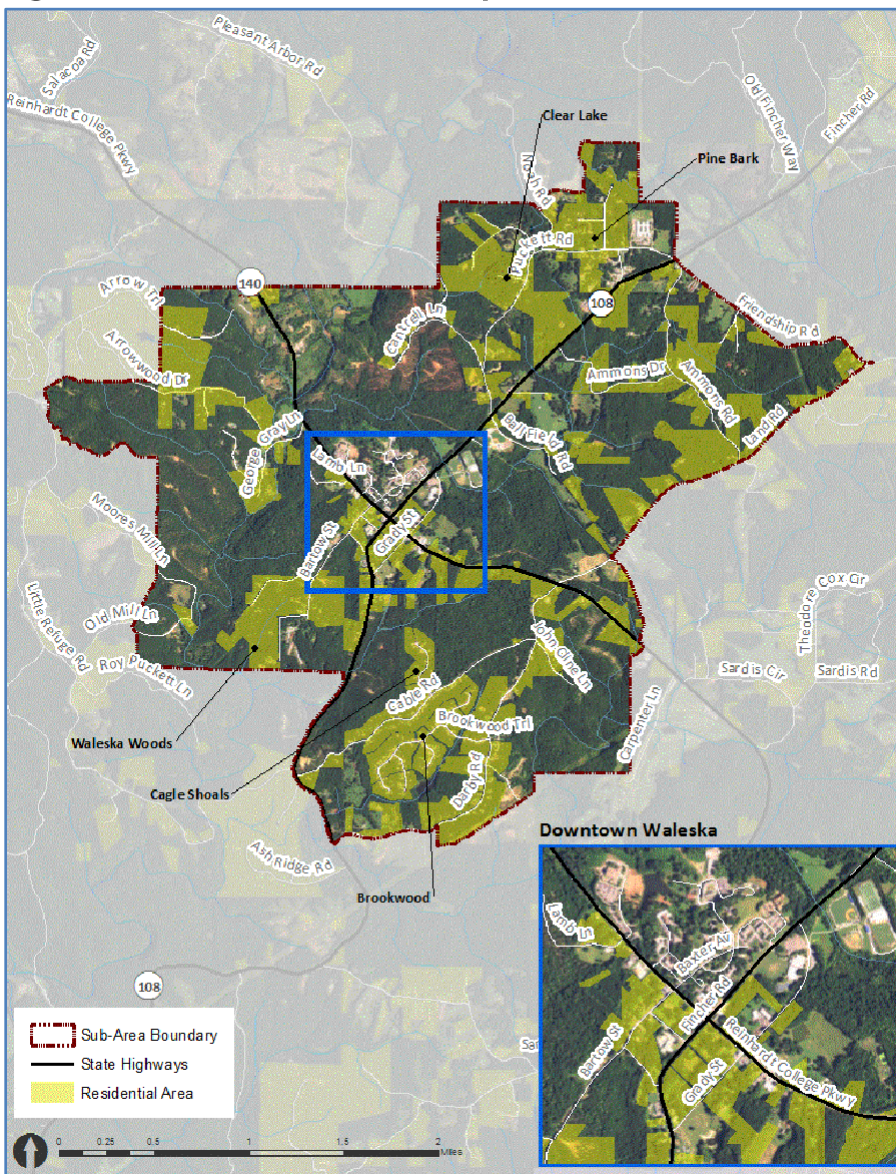 Pleasant Arbor Rd
Salacoa Rd
Reinhardt College Pkwy
Old Fincher Way
Fincher Rd
Clear Lake
Pine Bark
Noah Rd
Puckett Rd
140
108
Arrow Trl
Cantrell Ln
Friendship Rd
Arrowwood Dr
Ammons Dr
Ammons Rd
Land Rd
George Gray Ln
Ball Field Rd
Lamb Ln
Moores Mill Ln
Bartow St
Grady St
Theodore Cox Cir
Old Mill Ln
Little Refuge Rd
Roy Puckett Ln
John Cline Ln
Sardis Cir
Sardis Rd
Cagle Rd
Carpenter Ln
Brookwood Trl
Waleska Woods
Darby Rd
Cagle Shoals
Downtown Waleska
Ash Ridge Rd
Brookwood
Lamb Ln
Baxter Av
Fincher Rd
Reinhardt College Pkwy
Bartow St
Grady St
108
Sub-Area Boundary
State Highways
Residential Area
0 0.25 0.5 1 1.5 2
Miles